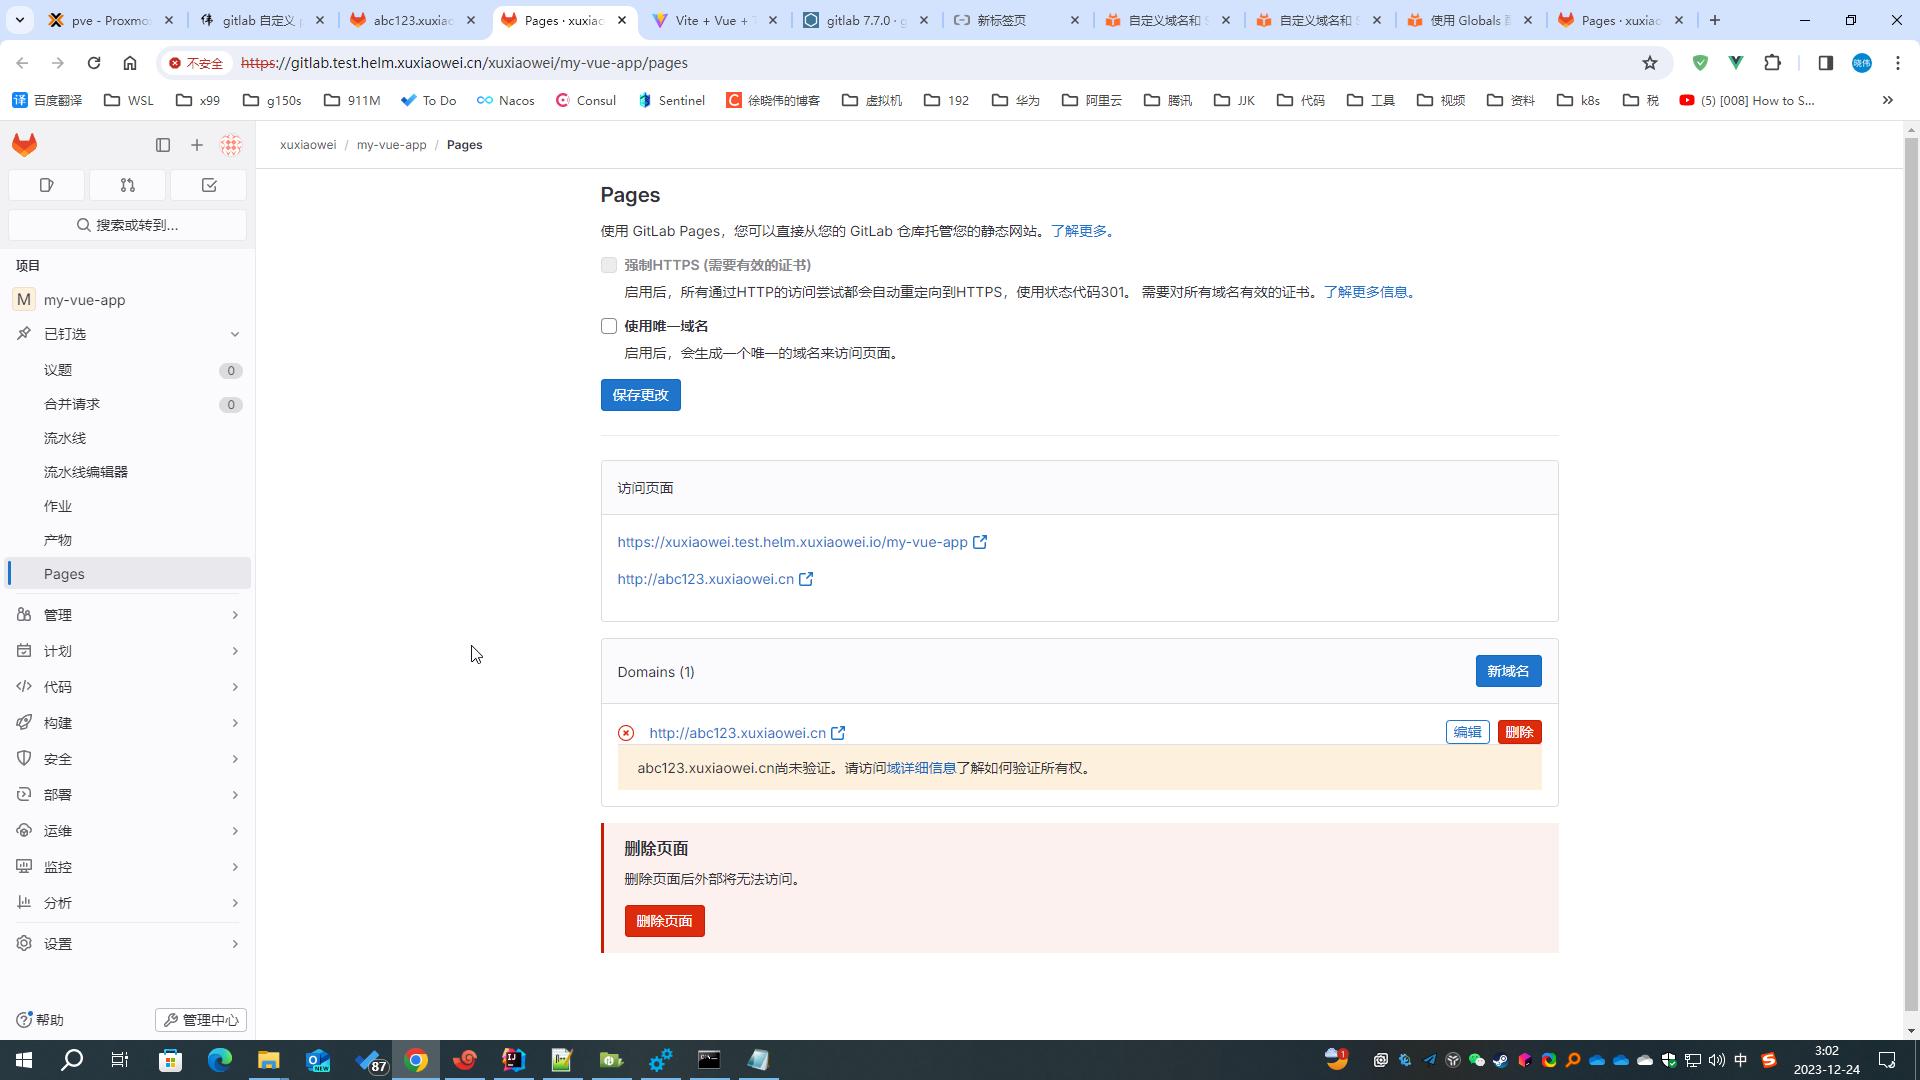 pve - Proxmo
gitlab 自定义 p
abc123.xuxiao
Pages · xuxiao
Vite + Vue + T
gitlab 7.7.0 · g
新标签页
自定义域名和 S
自定义域名和 S
使用 Globals 配
Pages · xuxiao
不安全
https://gitlab.test.helm.xuxiaowei.cn/xuxiaowei/my-vue-app/pages
晓伟
译 百度翻译
WSL
x99
g150s
911M
To Do
Nacos
Consul
Sentinel
C 徐晓伟的博客
虚拟机
192
华为
阿里云
腾讯
JJK
代码
工具
视频
资料
k8s
税
(5) [008] How to S...
xuxiaowei / my-vue-app / Pages
搜索或转到...
项目
M my-vue-app
已钉选
议题 0
合并请求 0
流水线
流水线编辑器
作业
产物
Pages
管理
计划
代码
构建
安全
部署
运维
监控
分析
设置
帮助
管理中心
Pages
使用 GitLab Pages，您可以直接从您的 GitLab 仓库托管您的静态网站。了解更多。
强制HTTPS (需要有效的证书)
启用后，所有通过HTTP的访问尝试都会自动重定向到HTTPS，使用状态代码301。 需要对所有域名有效的证书。了解更多信息。
使用唯一域名
启用后，会生成一个唯一的域名来访问页面。
保存更改
访问页面
https://xuxiaowei.test.helm.xuxiaowei.io/my-vue-app
http://abc123.xuxiaowei.cn
Domains (1)
新域名
http://abc123.xuxiaowei.cn
编辑
删除
abc123.xuxiaowei.cn尚未验证。请访问域详细信息了解如何验证所有权。
删除页面
删除页面后外部将无法访问。
删除页面
NEW
87
1
中
3:02
2023-12-24